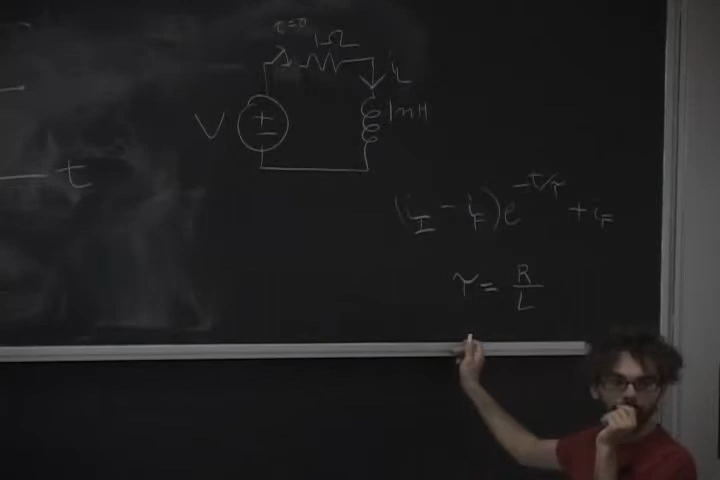 t=0
1Ω
i_L
V
+
−
1mH
t
(i_I − i_F) e^{−t/τ} + i_F
τ = R/L